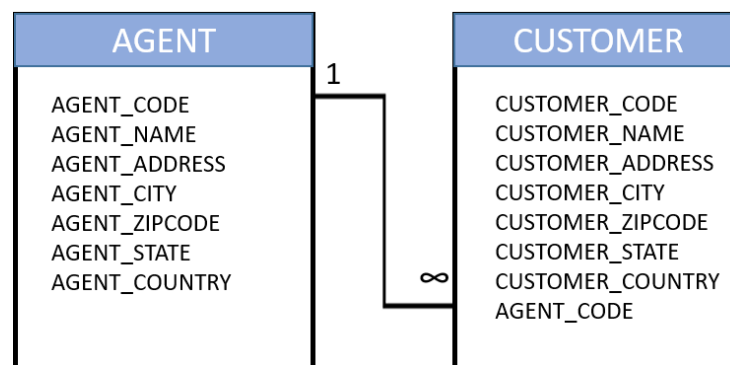 AGENT
AGENT_CODE
AGENT_NAME
AGENT_ADDRESS
AGENT_CITY
AGENT_ZIPCODE
AGENT_STATE
AGENT_COUNTRY
1
∞
CUSTOMER
CUSTOMER_CODE
CUSTOMER_NAME
CUSTOMER_ADDRESS
CUSTOMER_CITY
CUSTOMER_ZIPCODE
CUSTOMER_STATE
CUSTOMER_COUNTRY
AGENT_CODE